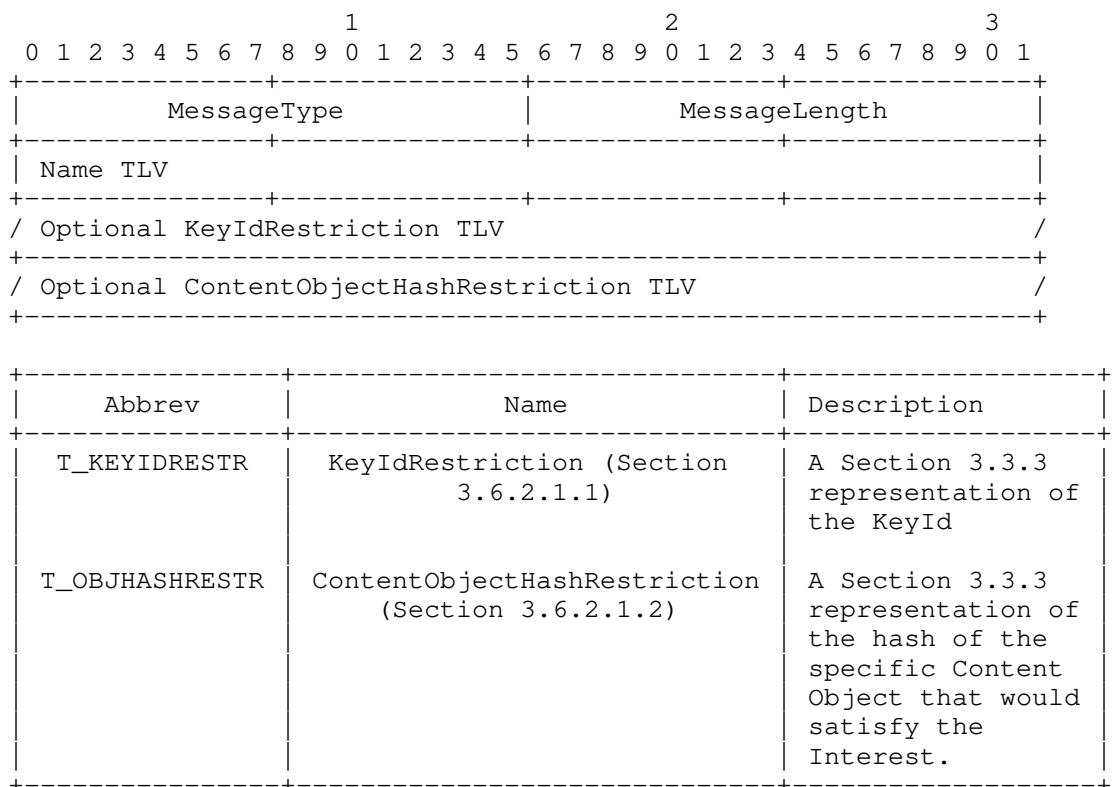 1                   2                   3
 0 1 2 3 4 5 6 7 8 9 0 1 2 3 4 5 6 7 8 9 0 1 2 3 4 5 6 7 8 9 0 1
+---------------+---------------+---------------+---------------+
|         MessageType           |         MessageLength         |
+---------------+---------------+---------------+---------------+
| Name TLV                                                      |
+---------------+---------------+---------------+---------------+
/ Optional KeyIdRestriction TLV                                 /
+---------------------------------------------------------------+
/ Optional ContentObjectHashRestriction TLV                     /
+---------------------------------------------------------------+

+----------------+------------------------------+-------------------+
|     Abbrev     |             Name             | Description       |
+----------------+------------------------------+-------------------+
|  T_KEYIDRESTR  |  KeyIdRestriction (Section   | A Section 3.3.3   |
|                |          3.6.2.1.1)          | representation of |
|                |                              | the KeyId         |
|                |                              |                   |
| T_OBJHASHRESTR | ContentObjectHashRestriction | A Section 3.3.3   |
|                |     (Section 3.6.2.1.2)      | representation of |
|                |                              | the hash of the   |
|                |                              | specific Content  |
|                |                              | Object that would |
|                |                              | satisfy the       |
|                |                              | Interest.         |
+----------------+------------------------------+-------------------+